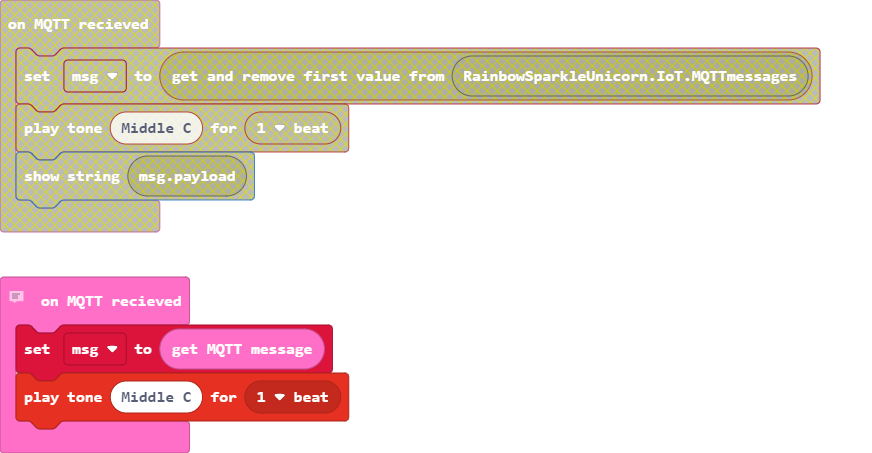 on MQTT recieved
set msg to get and remove first value from RainbowSparkleUnicorn.IoT.MQTTmessages
play tone Middle C for 1 beat
show string msg.payload
on MQTT recieved
set msg to get MQTT message
play tone Middle C for 1 beat